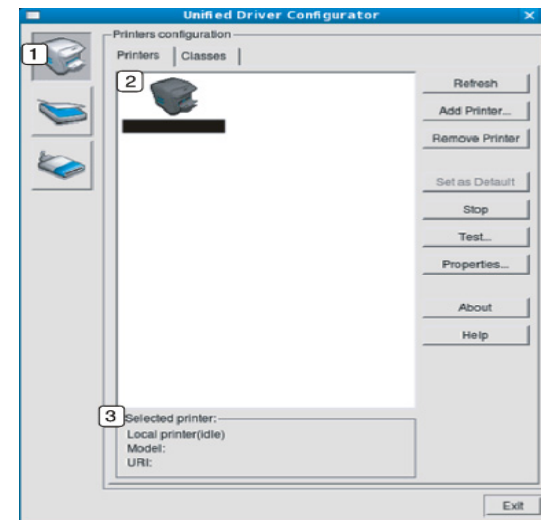 Unified Driver Configurator
Printers configuration
1
Printers
Classes
2
Refresh
Add Printer...
Remove Printer
Set as Default
Stop
Test...
Properties...
About
Help
3
Selected printer:
Local printer(idle)
Model:
URI:
Exit